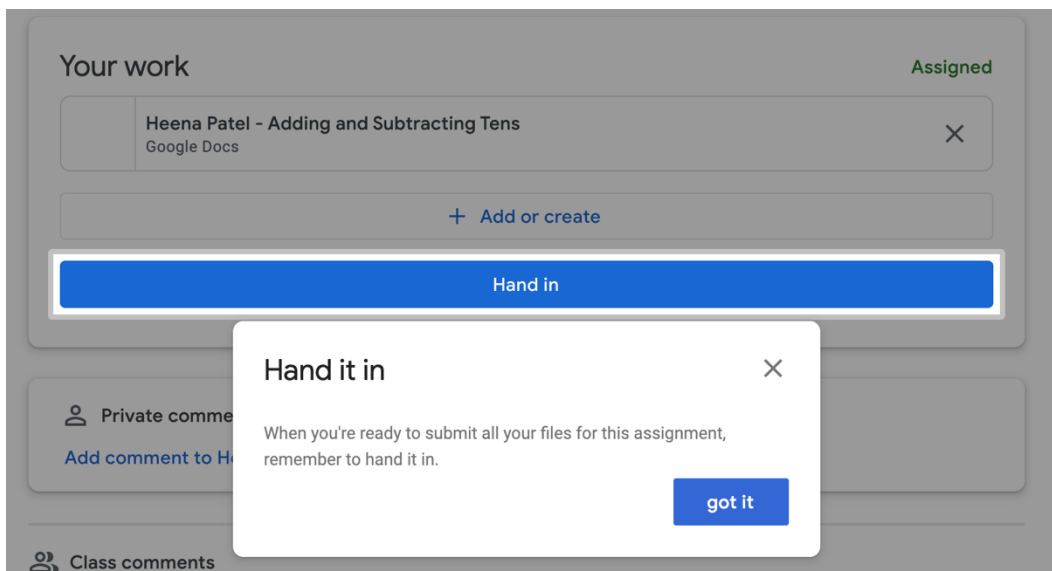 Your work
Assigned
Heena Patel - Adding and Subtracting Tens
Google Docs
+ Add or create
Hand in
Hand it in
When you're ready to submit all your files for this assignment,
remember to hand it in.
got it
Private comme
Add comment to H
Class comments